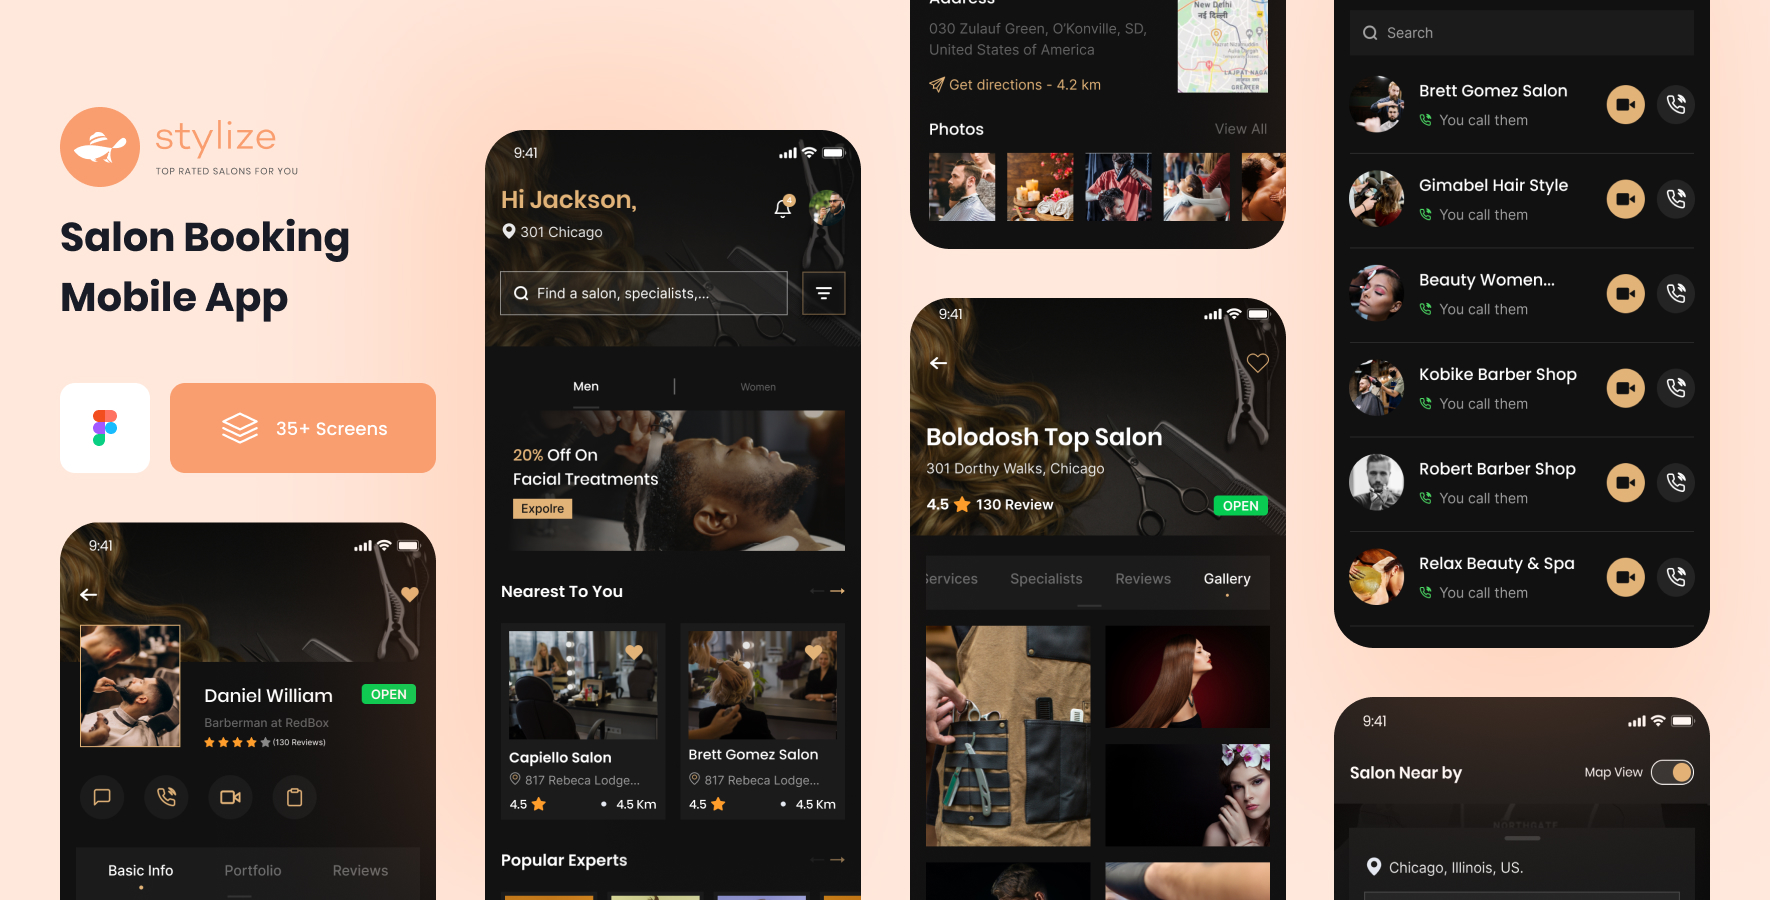 stylize
TOP RATED SALONS FOR YOU
Salon Booking
Mobile App
35+ Screens
9:41
Daniel William
OPEN
Barberman at RedBox
(130 Reviews)
Basic Info
Portfolio
Reviews
9:41
Hi Jackson,
4
301 Chicago
Find a salon, specialists,...
Men
Women
20% Off On
Facial Treatments
Expolre
Nearest To You
Capiello Salon
817 Rebeca Lodge...
4.5
4.5 Km
Brett Gomez Salon
817 Rebeca Lodge...
4.5
4.5 Km
Popular Experts
Address
030 Zulauf Green, O'Konville, SD,
United States of America
Get directions - 4.2 km
New Delhi
नई दिल्ली
LAJPAT NAGA
GREATER
Photos
View All
9:41
Bolodosh Top Salon
301 Dorthy Walks, Chicago
4.5
130 Review
OPEN
Services
Specialists
Reviews
Gallery
Search
Brett Gomez Salon
You call them
Gimabel Hair Style
You call them
Beauty Women...
You call them
Kobike Barber Shop
You call them
Robert Barber Shop
You call them
Relax Beauty & Spa
You call them
9:41
Salon Near by
Map View
NORTHGATE
Chicago, Illinois, US.